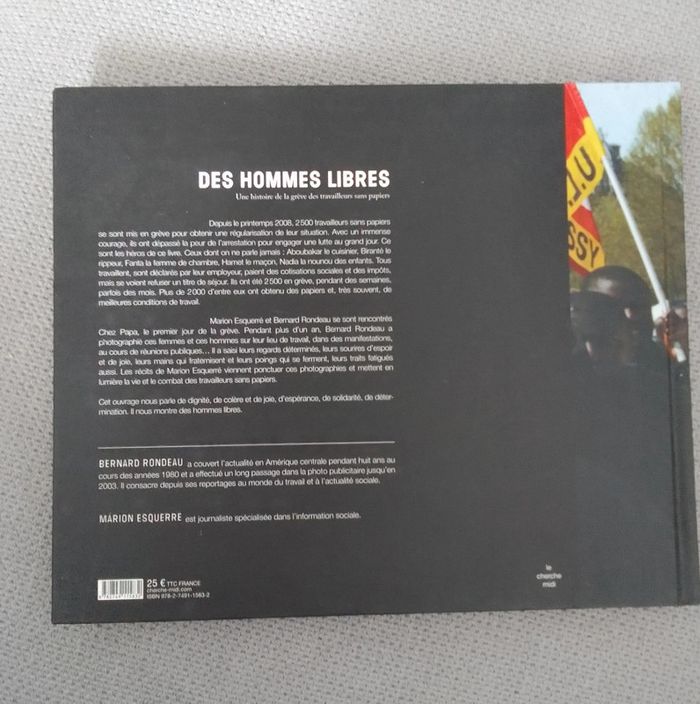 DES HOMMES LIBRES
Une histoire de la grève des travailleurs sans papiers
Depuis le printemps 2008, 2500 travailleurs sans papiers
se sont mis en grève pour obtenir une régularisation de leur situation. Avec un immense
courage, ils ont dépassé la peur de l'arrestation pour engager une lutte au grand jour. Ce
sont les héros de ce livre. Ceux dont on ne parle jamais : Aboubakar le cuisinier, Biranté le
rippeur, Fanta la femme de chambre, Hamet le maçon, Nadia la nounou des enfants. Tous
travaillent, sont déclarés par leur employeur, paient des cotisations sociales et des impôts,
mais se voient refuser un titre de séjour. Ils ont été 2500 en grève, pendant des semaines,
parfois des mois. Plus de 2000 d'entre eux ont obtenu des papiers et, très souvent, de
meilleures conditions de travail.
Marion Esquerré et Bernard Rondeau se sont rencontrés
Chez Papa, le premier jour de la grève. Pendant plus d'un an, Bernard Rondeau a
photographié ces femmes et ces hommes sur leur lieu de travail, dans des manifestations,
au cours de réunions publiques... Il a saisi leurs regards déterminés, leurs sourires d'espoir
et de joie, leurs mains qui fraternisent et leurs poings qui se ferment, leurs traits fatigués
aussi. Les récits de Marion Esquerré viennent ponctuer ces photographies et mettent en
lumière la vie et le combat des travailleurs sans papiers.
Cet ouvrage nous parle de dignité, de colère et de joie, d'espérance, de solidarité, de déter-
mination. Il nous montre des hommes libres.
BERNARD RONDEAU a couvert l'actualité en Amérique centrale pendant huit ans au
cours des années 1980 et a effectué un long passage dans la photo publicitaire jusqu'en
2003. Il consacre depuis ses reportages au monde du travail et à l'actualité sociale.
MARION ESQUERRE est journaliste spécialisée dans l'information sociale.
25 € TTC FRANCE
cherche-midi.com
ISBN 978-2-7491-1563-2
le
cherche
midi
SSY